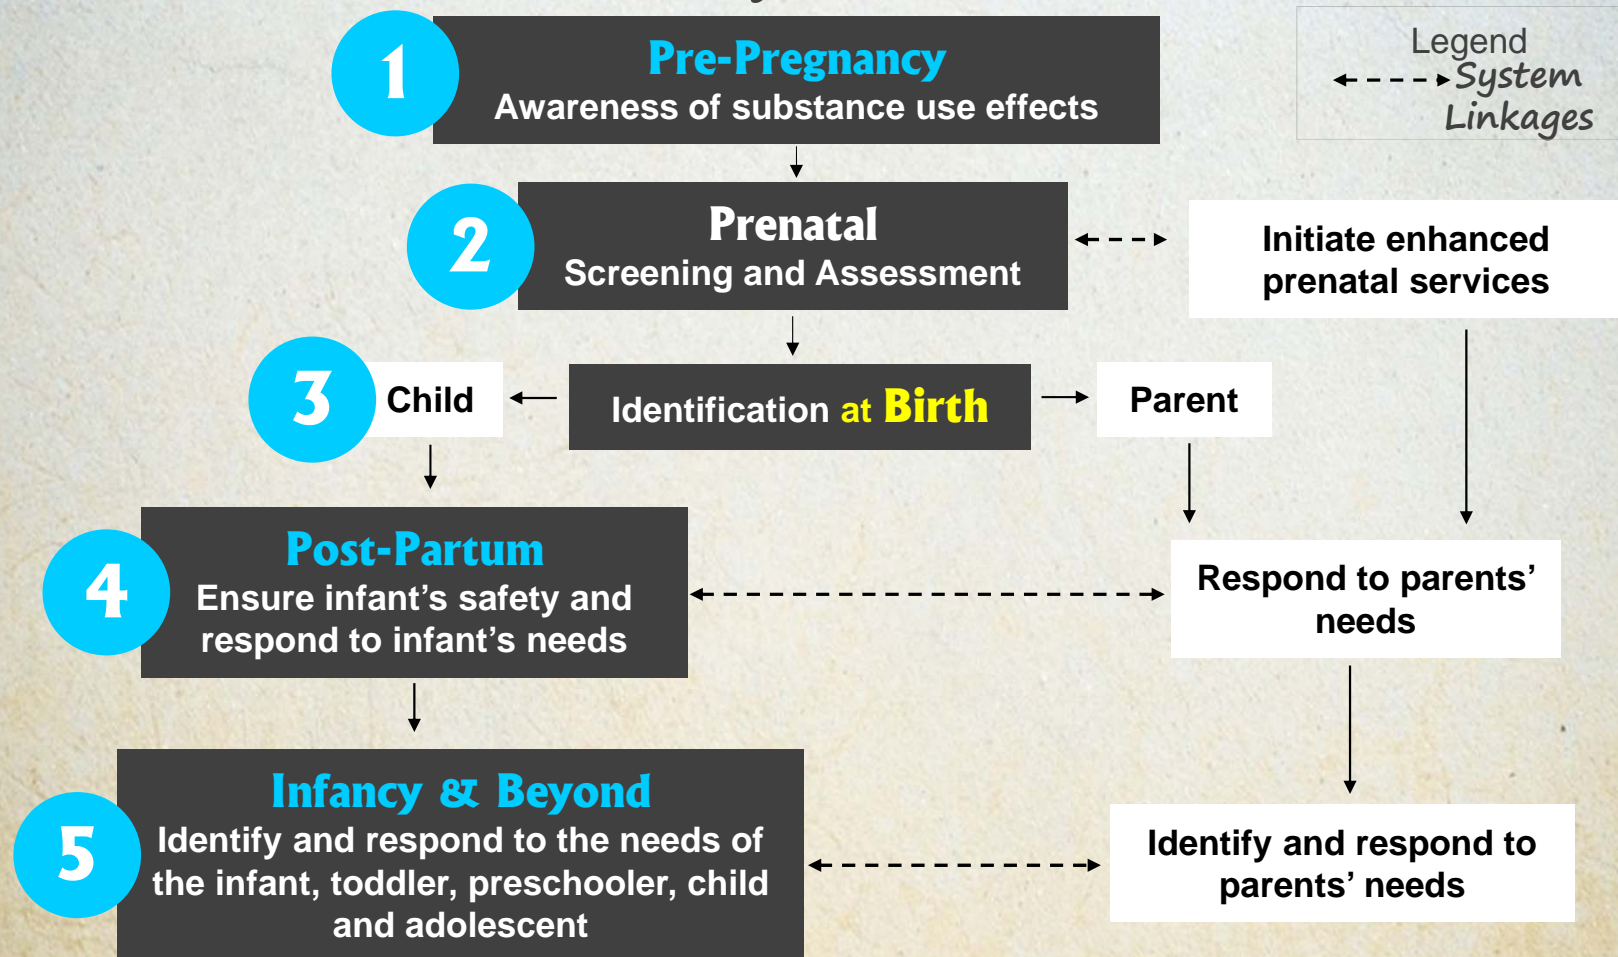 1
Pre-Pregnancy
Awareness of substance use effects
Legend
System
Linkages
2
Prenatal
Screening and Assessment
Initiate enhanced
prenatal services
3
Child
Identification at Birth
Parent
4
Post-Partum
Ensure infant’s safety and
respond to infant’s needs
Respond to parents’
needs
5
Infancy & Beyond
Identify and respond to the needs of
the infant, toddler, preschooler, child
and adolescent
Identify and respond to
parents’ needs